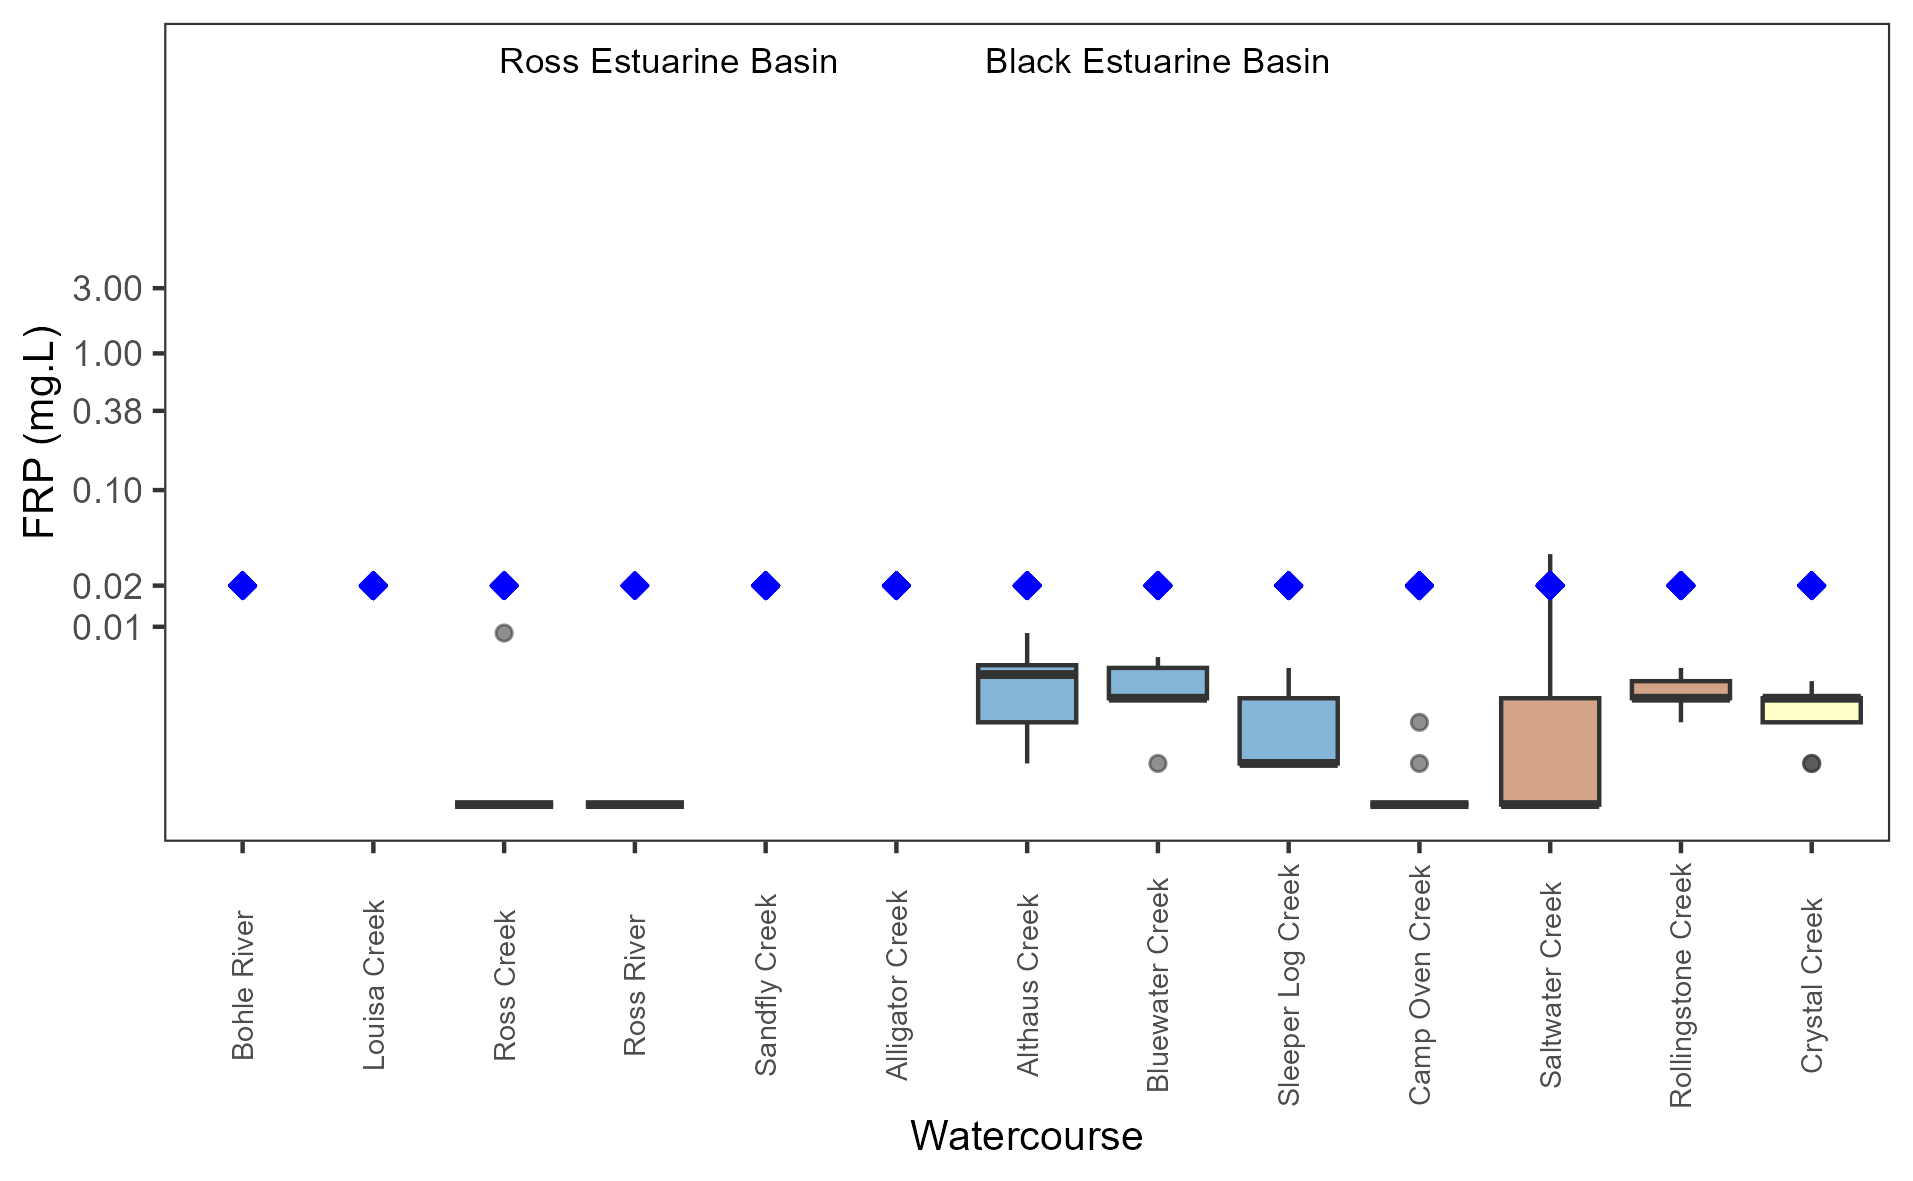 Ross Estuarine Basin
Black Estuarine Basin
FRP (mg.L)
3.00
1.00
0.38
0.10
0.02
0.01
Bohle River
Louisa Creek
Ross Creek
Ross River
Sandfly Creek
Alligator Creek
Althaus Creek
Bluewater Creek
Sleeper Log Creek
Camp Oven Creek
Saltwater Creek
Rollingstone Creek
Crystal Creek
Watercourse